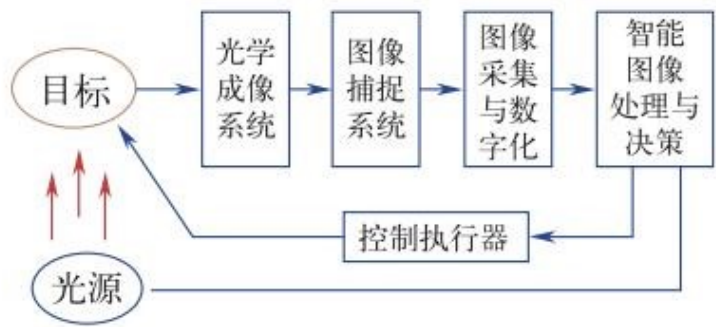 目标
光学
成像
系统
图像
捕捉
系统
图像
采集
与数
字化
智能
图像
处理与
决策
控制执行器
光源